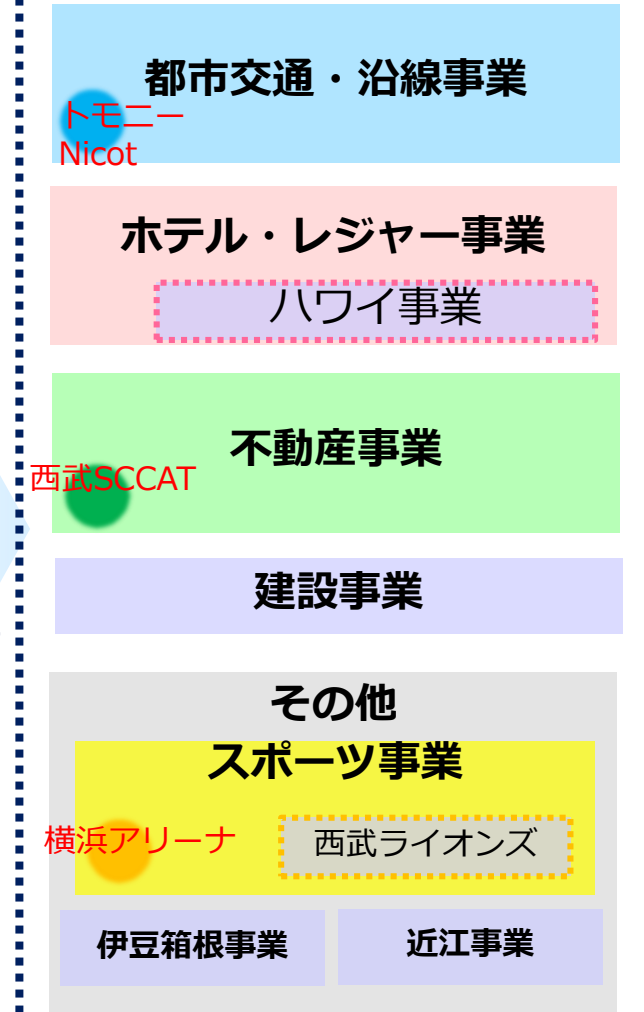 都市交通・沿線事業
トモニー
Nicot
ホテル・レジャー事業
ハワイ事業
不動産事業
西武SCCAT
建設事業
その他
スポーツ事業
横浜アリーナ
西武ライオンズ
伊豆箱根事業
近江事業